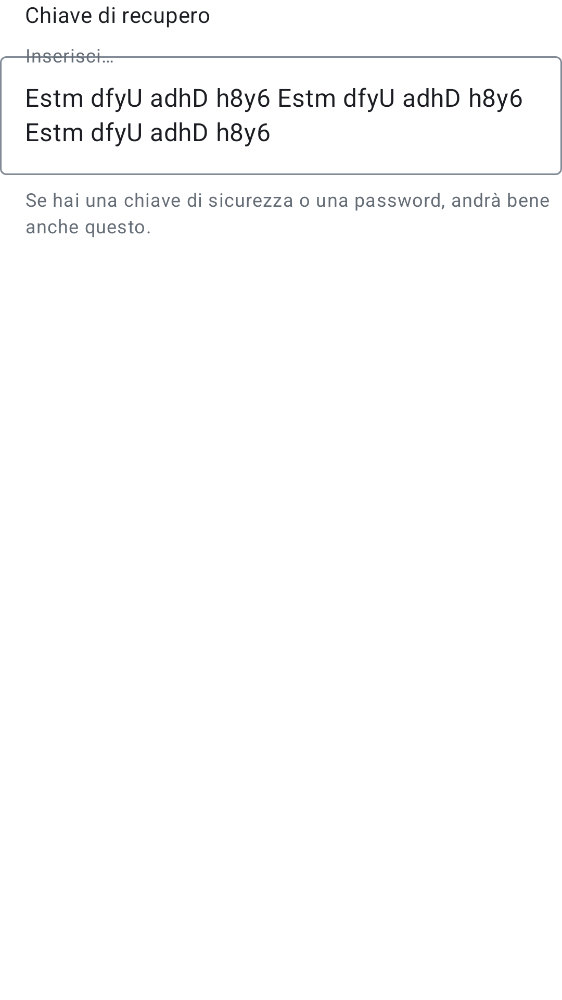 Chiave di recupero
Inserisci…
Estm dfyU adhD h8y6 Estm dfyU adhD h8y6
Estm dfyU adhD h8y6
Se hai una chiave di sicurezza o una password, andrà bene
anche questo.